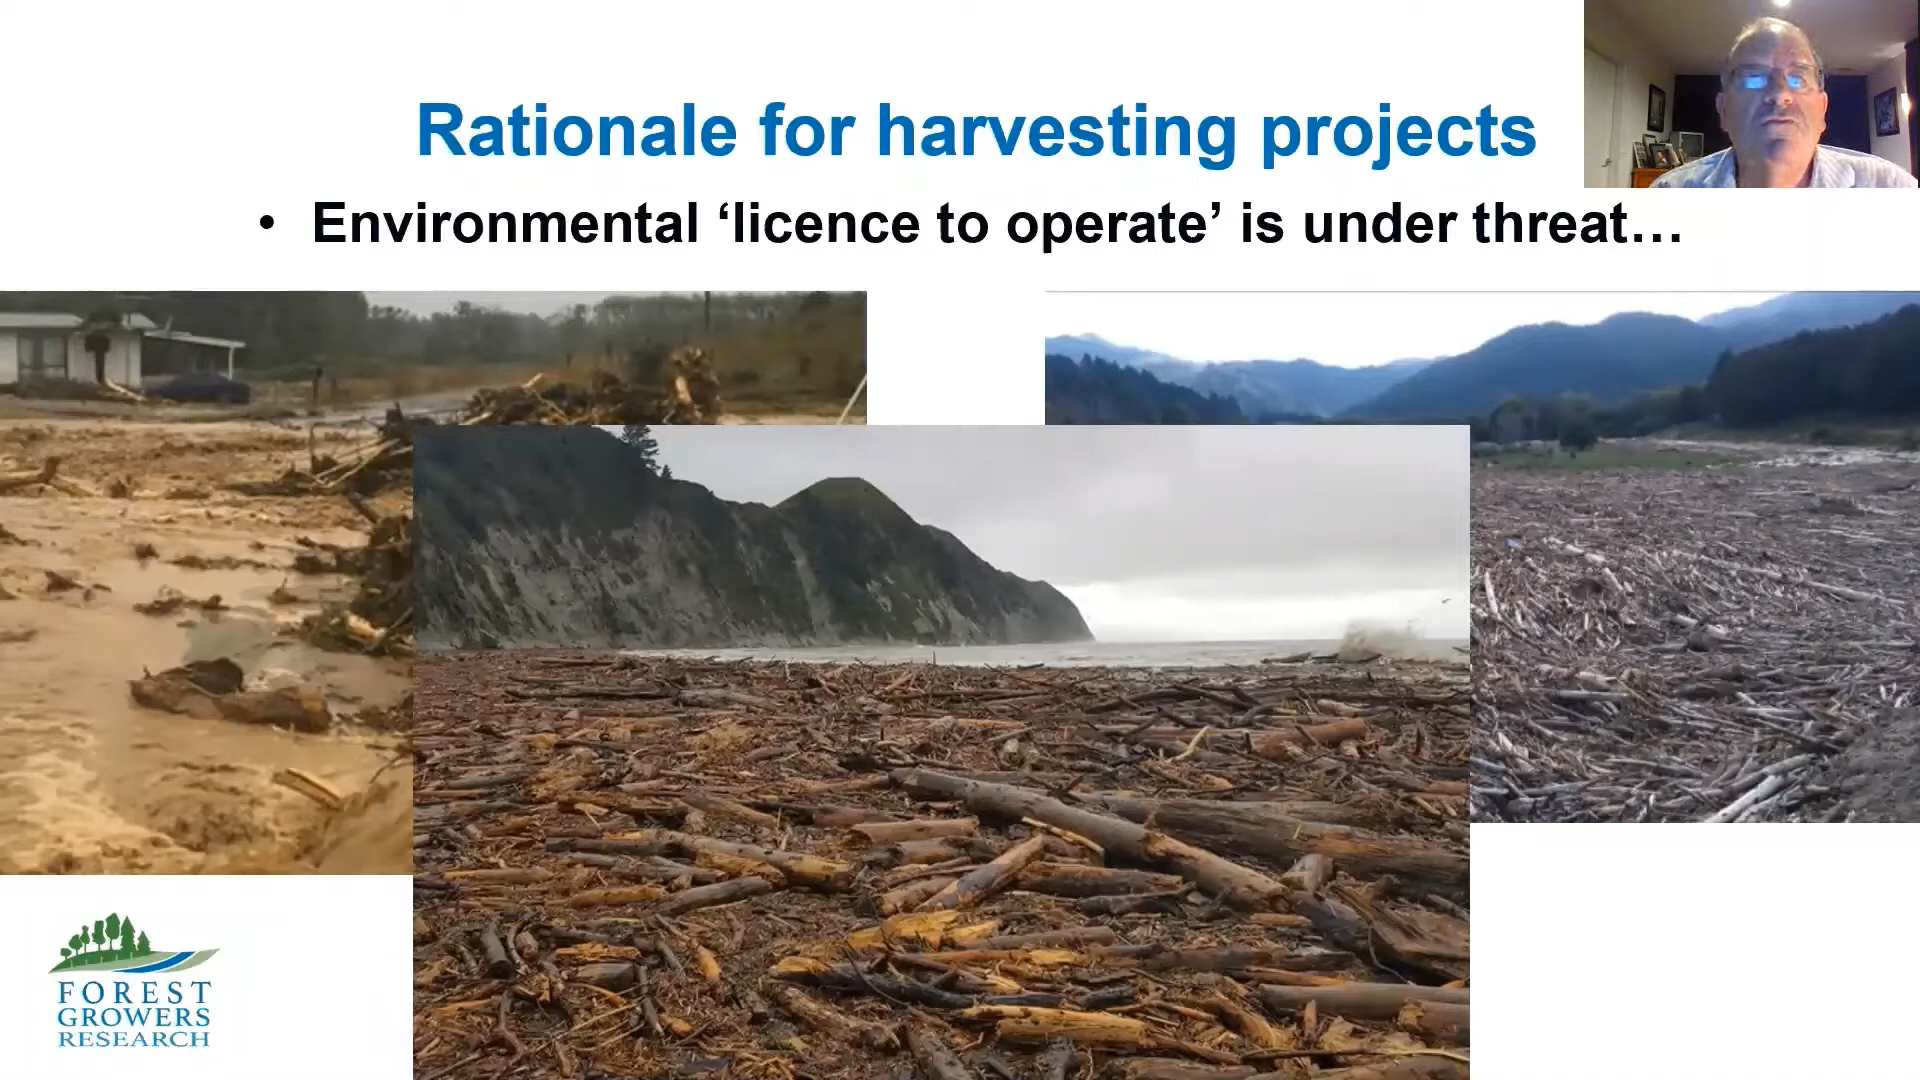 Rationale for harvesting projects
• Environmental ‘licence to operate’ is under threat…
FOREST
GROWERS
RESEARCH